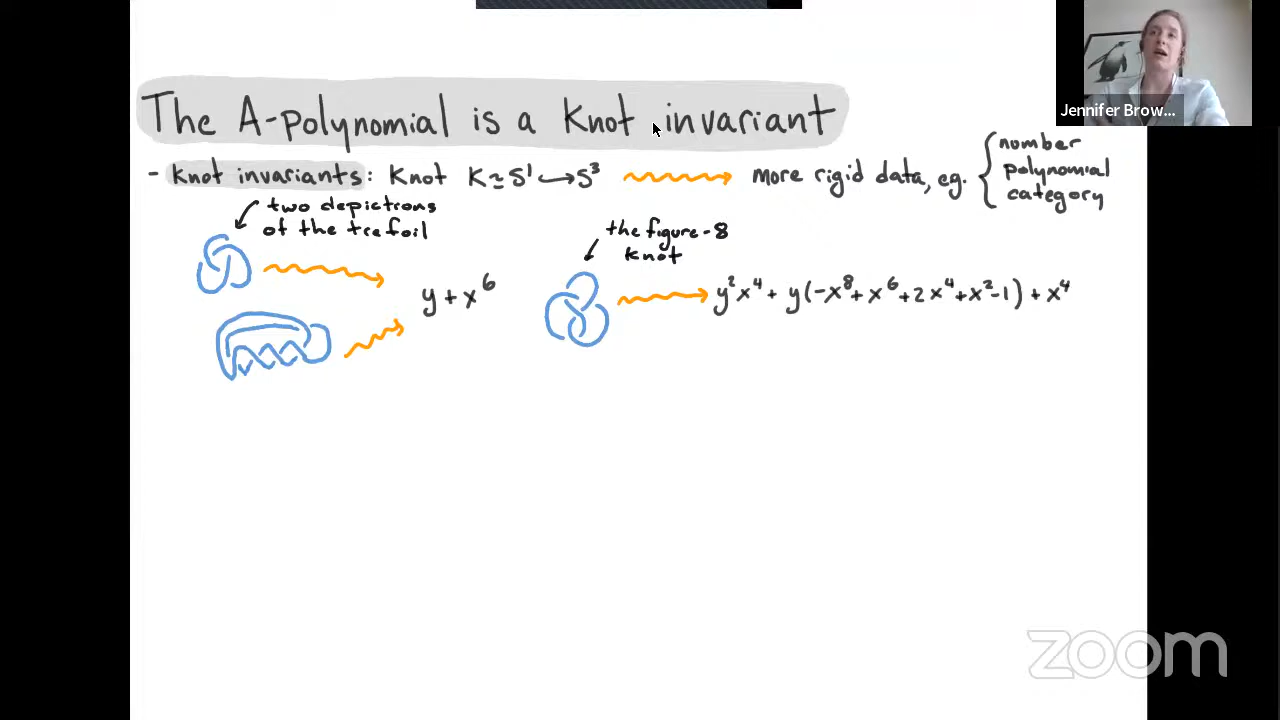 The A-polynomial is a Knot invariant
- Knot invariants: Knot K≃S¹⟶S³ more rigid data, eg. { number
polynomial
category
two depictions
of the trefoil
the figure-8
knot
y + x⁶
y²x⁴ + y(-x⁸+x⁶+2x⁴+x²-1) + x⁴
Jennifer Brow...
zoom